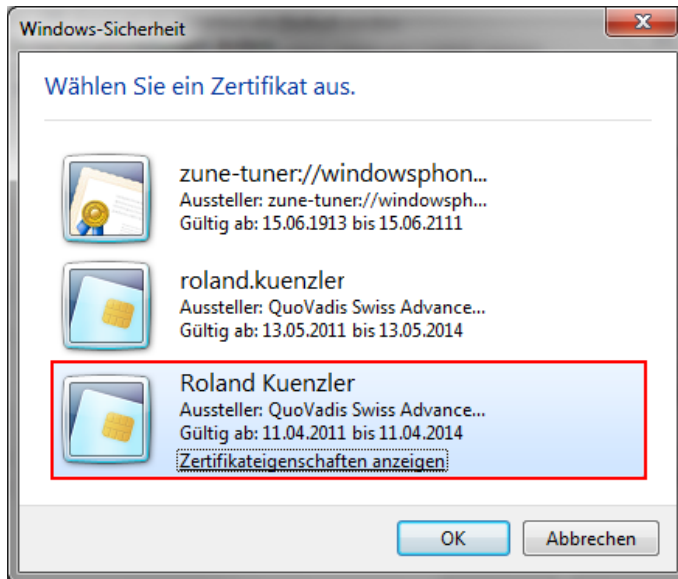 Windows-Sicherheit
Wählen Sie ein Zertifikat aus.
zune-tuner://windowsphon...
Aussteller: zune-tuner://windowsph...
Gültig ab: 15.06.1913 bis 15.06.2111
roland.kuenzler
Aussteller: QuoVadis Swiss Advance...
Gültig ab: 13.05.2011 bis 13.05.2014
Roland Kuenzler
Aussteller: QuoVadis Swiss Advance...
Gültig ab: 11.04.2011 bis 11.04.2014
Zertifikateigenschaften anzeigen
OK
Abbrechen